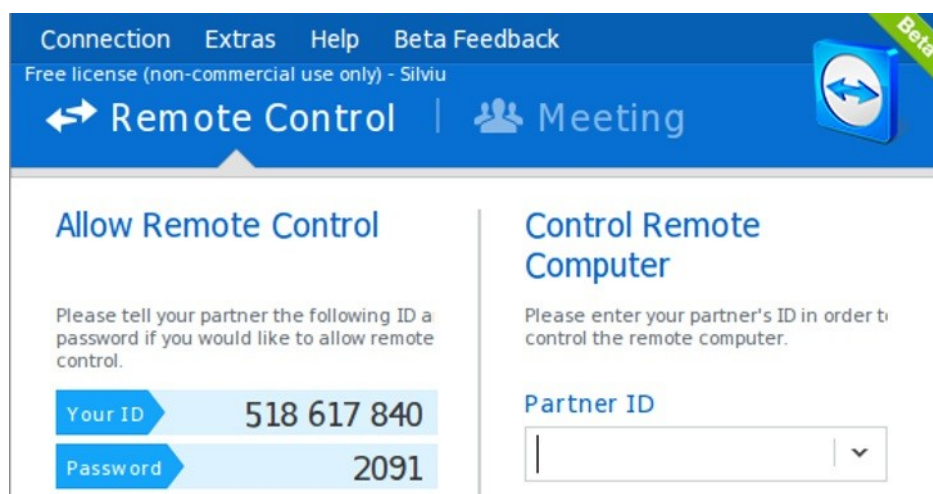 Connection Extras Help Beta Feedback
Beta
Free license (non-commercial use only) - Silviu
Remote Control
Meeting
Allow Remote Control
Please tell your partner the following ID a
password if you would like to allow remote
control.
Your ID 518 617 840
Password 2091
Control Remote
Computer
Please enter your partner's ID in order to
control the remote computer.
Partner ID